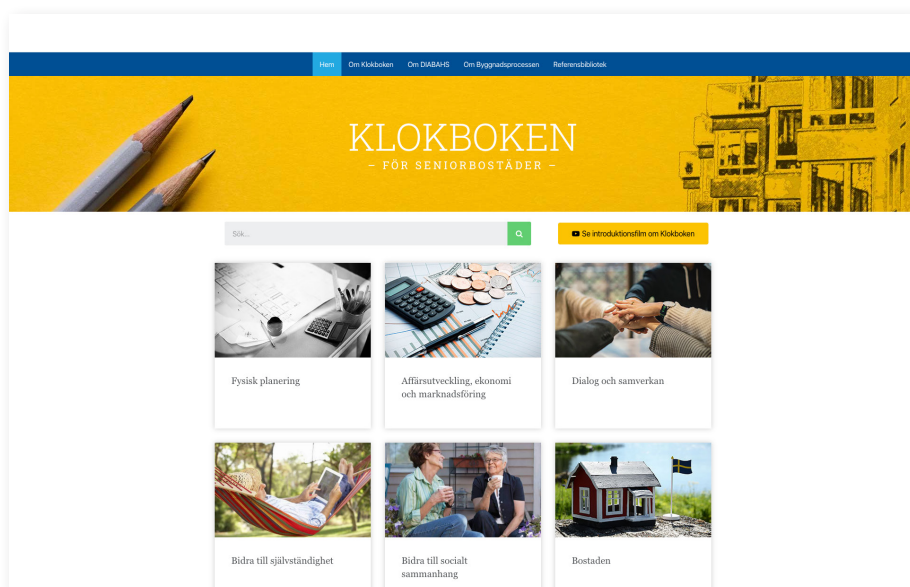 Hem Om Klokboken Om DIABAHS Om Byggnadsprocessen Referensbibliotek
KLOKBOKEN
– FÖR SENIORBOSTÄDER –
Sök...
Se introduktionsfilm om Klokboken
Fysisk planering
Affärsutveckling, ekonomi
och marknadsföring
Dialog och samverkan
Bidra till självständighet
Bidra till socialt
sammanhang
Bostaden